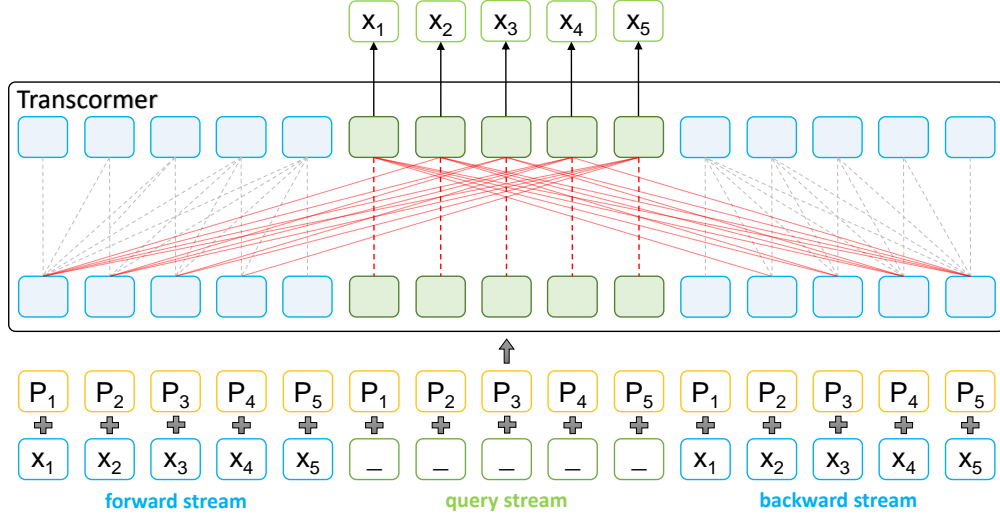 x₁ x₂ x₃ x₄ x₅
Transcormer
P₁ P₂ P₃ P₄ P₅ P₁ P₂ P₃ P₄ P₅ P₁ P₂ P₃ P₄ P₅
x₁ x₂ x₃ x₄ x₅ _ _ _ _ _ x₁ x₂ x₃ x₄ x₅
forward stream query stream backward stream